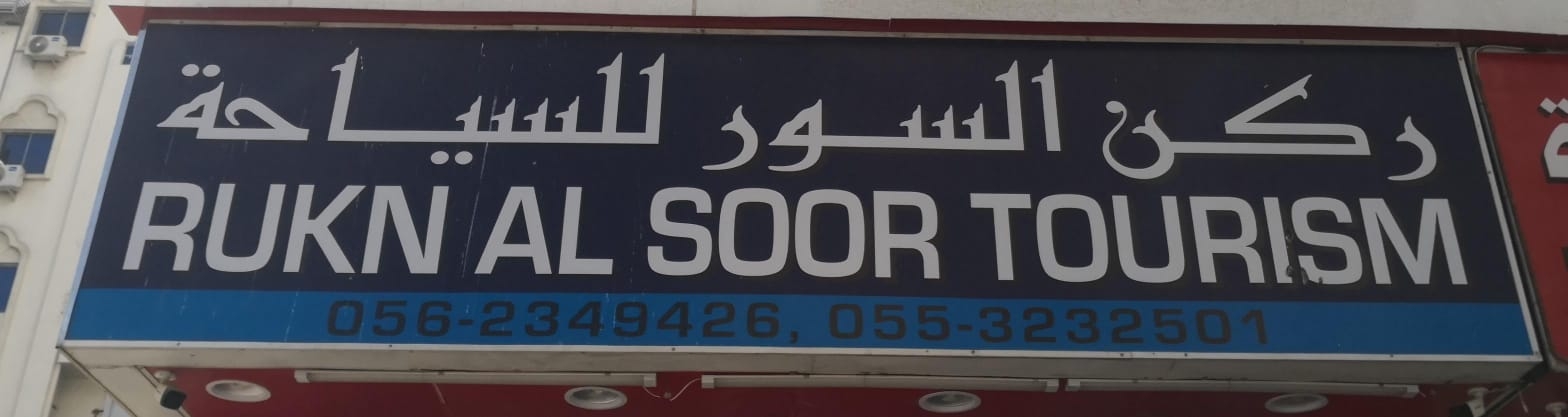 ركن السور للسياحة
RUKN AL SOOR TOURISM
056-2349426, 055-3232501